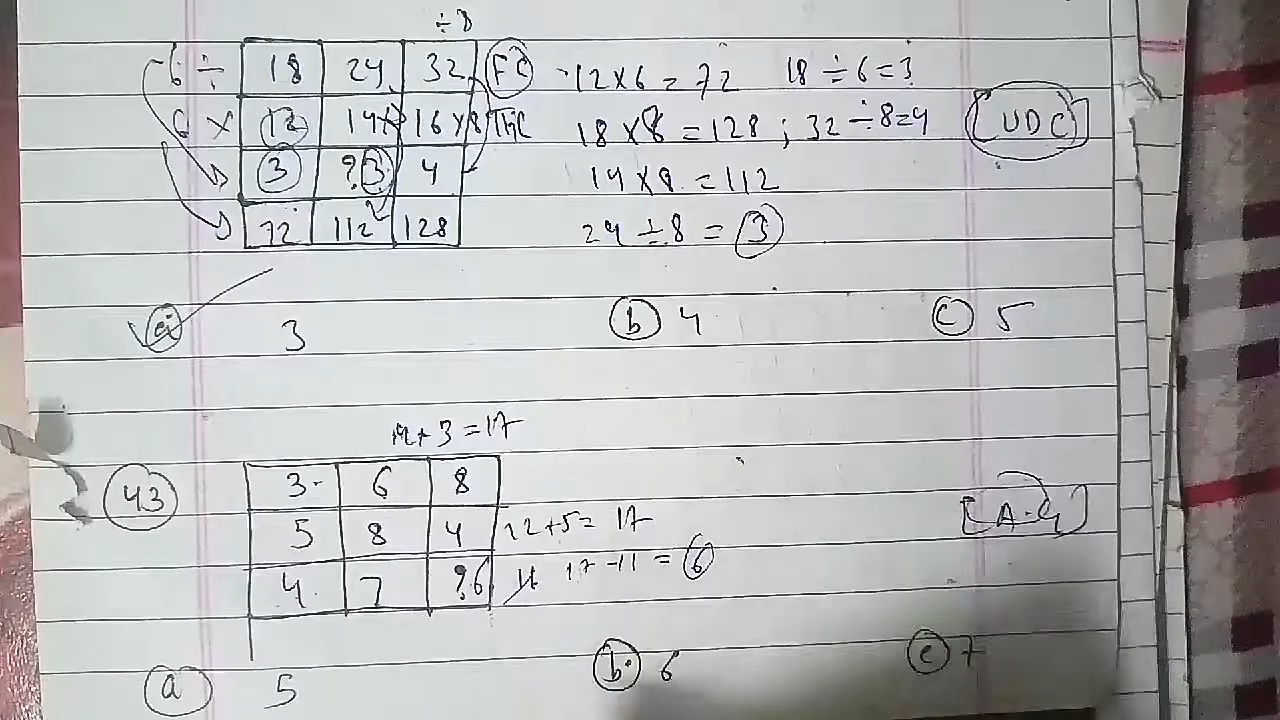 ÷8
6 ÷ 18 24 32 FC 12×6=72 18÷6=3
6 × 12 14× 16×8 18×8=128 ; 32÷8=4 [UDC]
3 ?3 4 14×8=112
72 112 128 24÷8=3
a 3 b 4 c 5
14+3=17
43 3 6 8
5 8 4 12+5=17 [A.G]
4 7 ?6 17-11=6
a 5 b 6 c 7